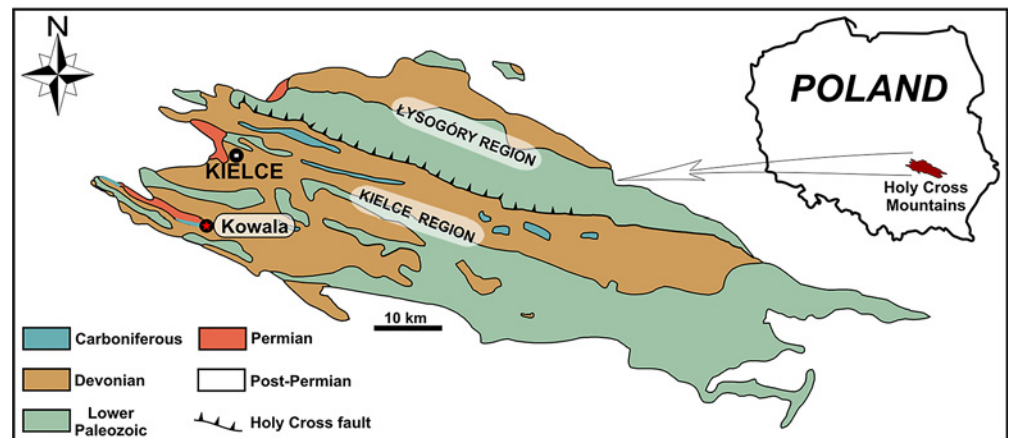 N
POLAND
ŁYSOGÓRY REGION
KIELCE
Holy Cross
Mountains
KIELCE REGION
Kowala
10 km
Carboniferous
Permian
Devonian
Post-Permian
Lower
Paleozoic
Holy Cross fault